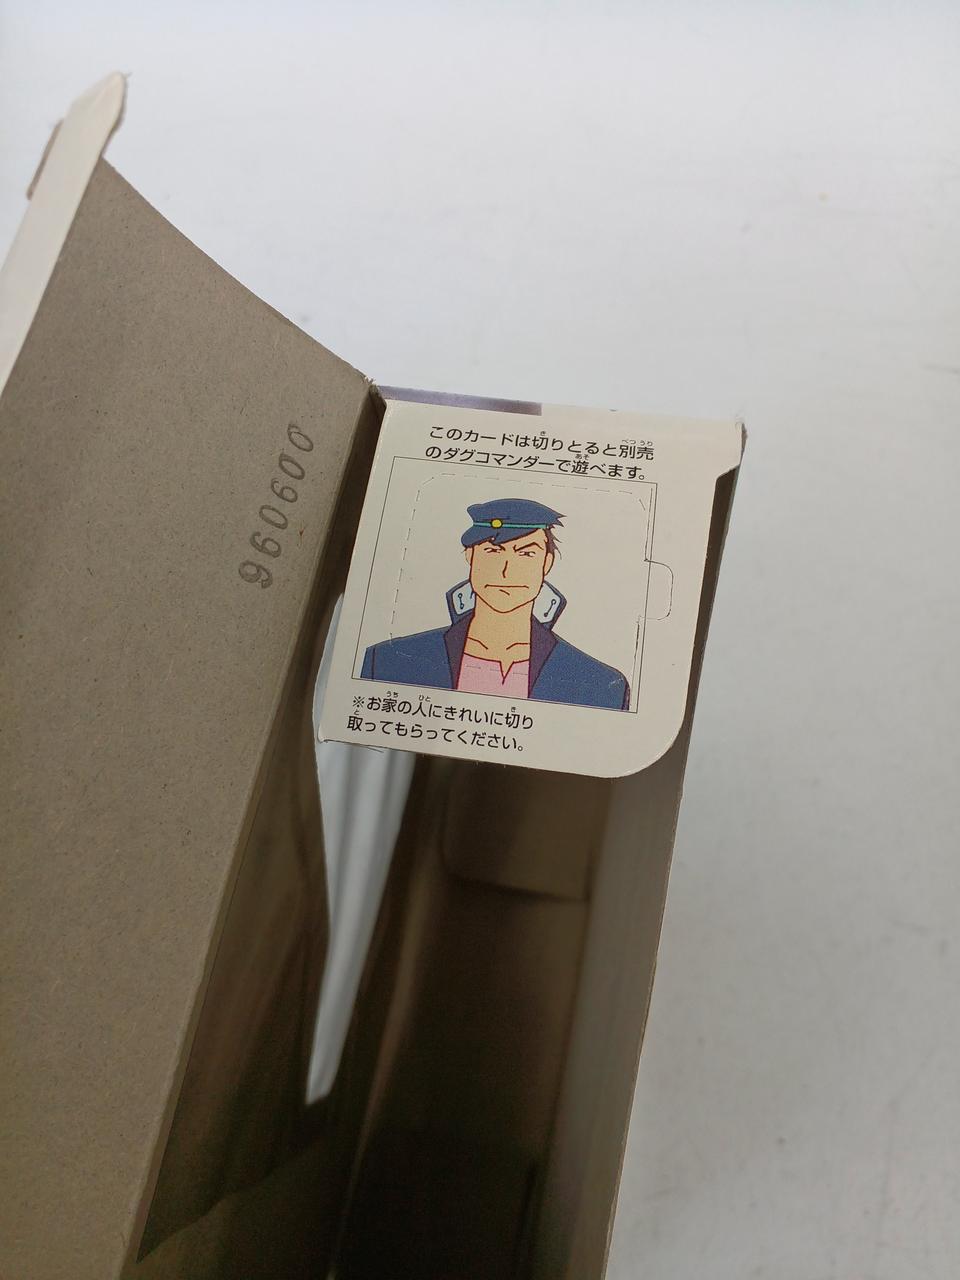 このカードは切りとると別売
のダグコマンダーで遊べます。
※お家の人にきれいに切り
取ってもらってください。
960600